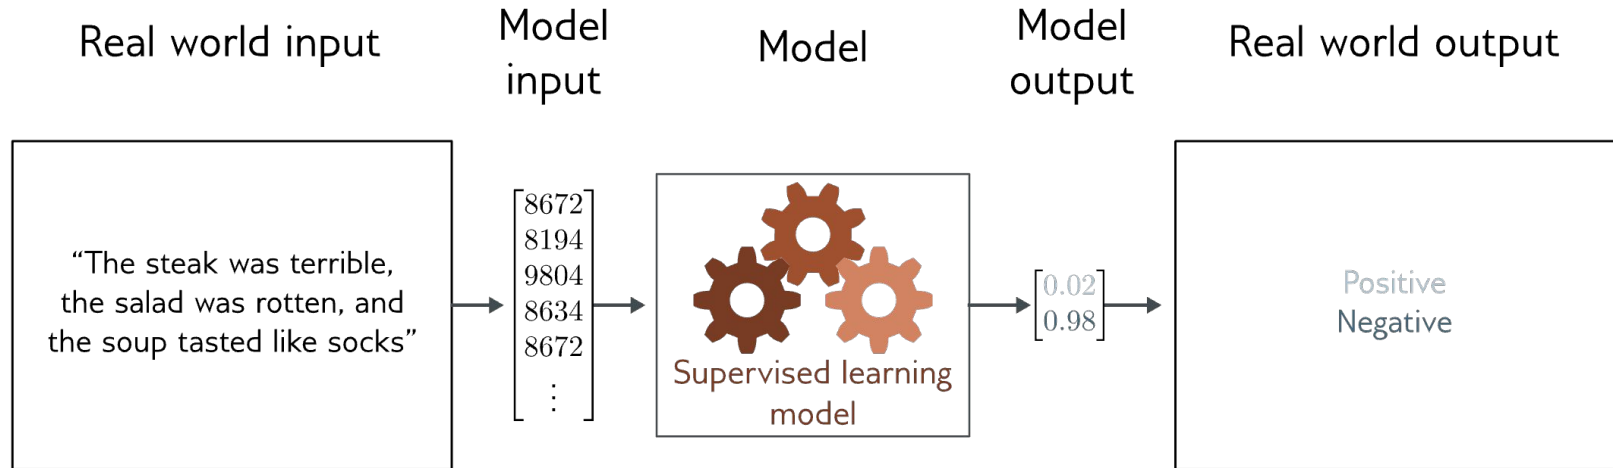 Real world input
Model
input
Model
Model
output
Real world output
“The steak was terrible,
the salad was rotten, and
the soup tasted like socks”
8672
8194
9804
8634
8672
⋮
Supervised learning
model
0.02
0.98
Positive
Negative